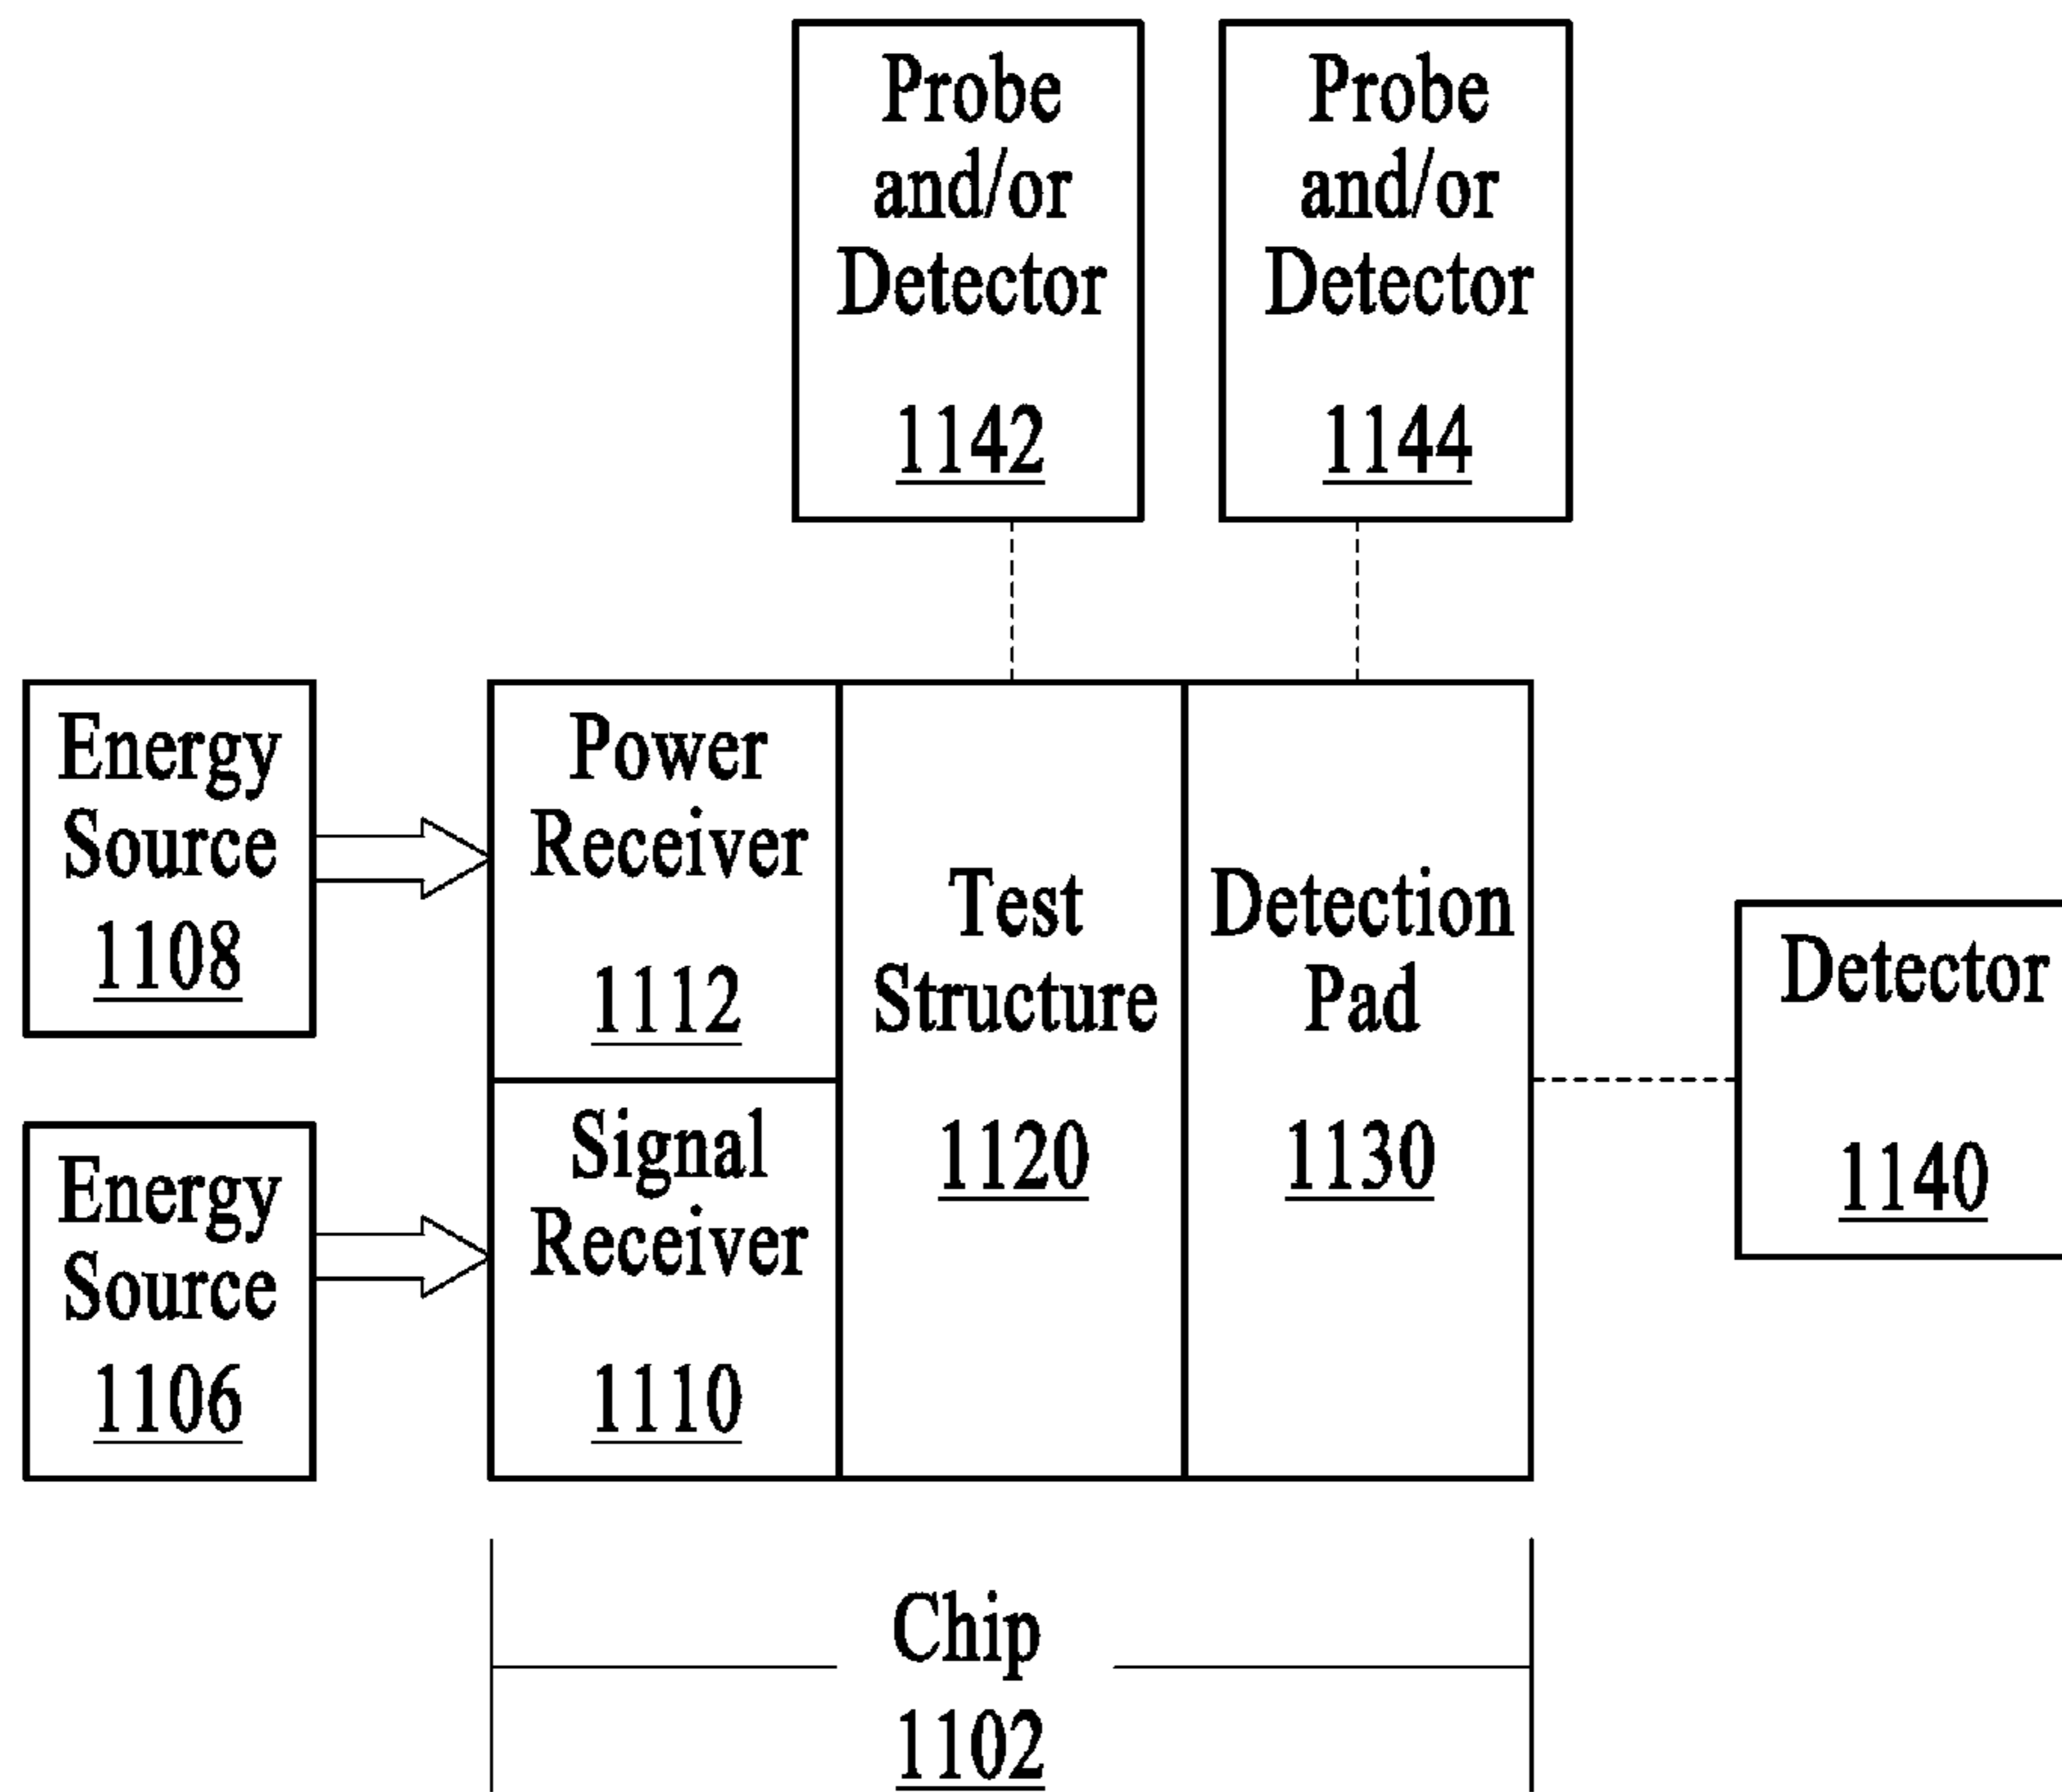 Probe
and/or
Detector
1142
Probe
and/or
Detector
1144
Energy
Source
1108
Power
Receiver
1112
Energy
Source
1106
Signal
Receiver
1110
Test
Structure
1120
Detection
Pad
1130
Detector
1140
Chip
1102